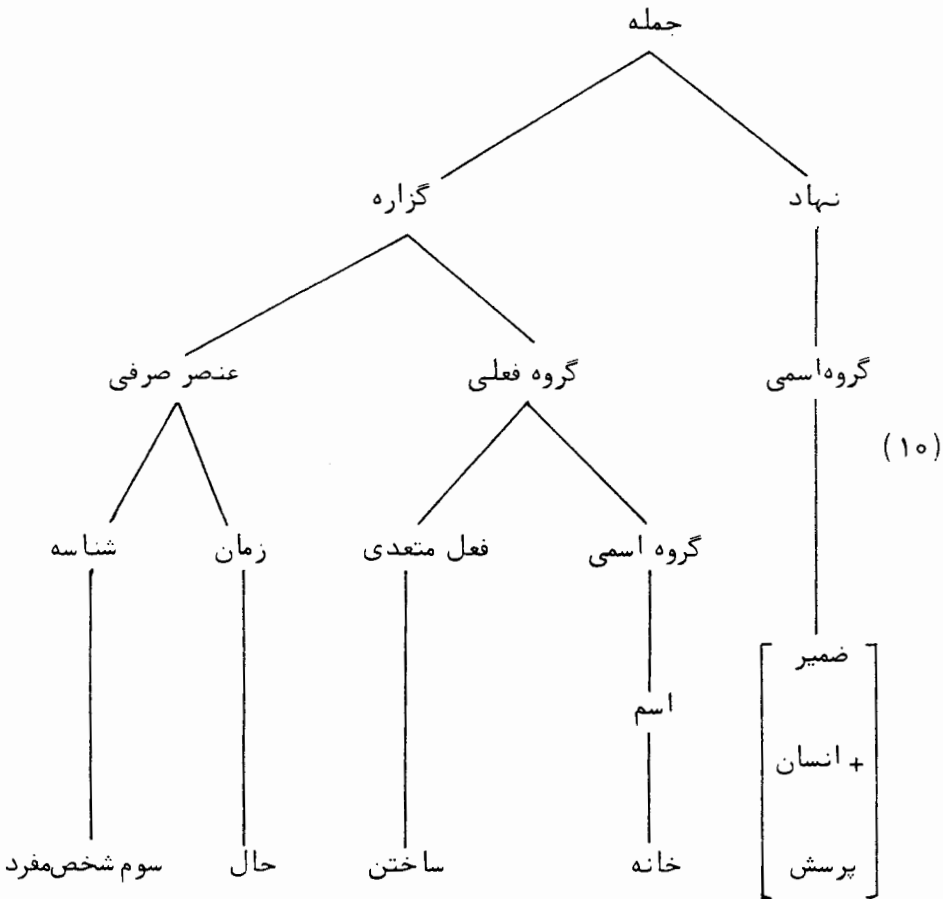 جمله
نهاد گزاره
گروه اسمی گروه فعلی عنصر صرفی
(۱۰)
گروه اسمی فعل متعدی زمان شناسه
ضمیر
اسم
+ انسان
پرسش خانه ساختن حال سوم شخص مفرد